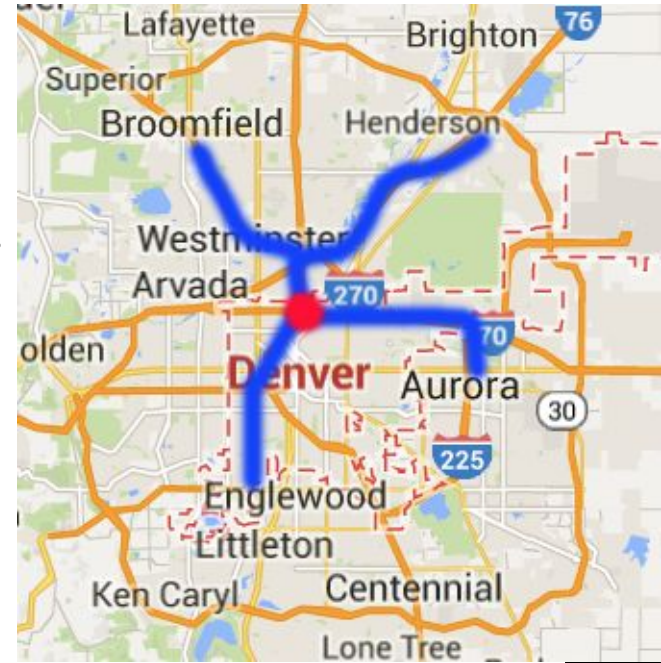 Lafayette
76
Brighton
Superior
Broomfield
Henderson
Westminster
Arvada
270
olden
70
Denver
Aurora
30
225
Englewood
Littleton
Ken Caryl
Centennial
Lone Tree